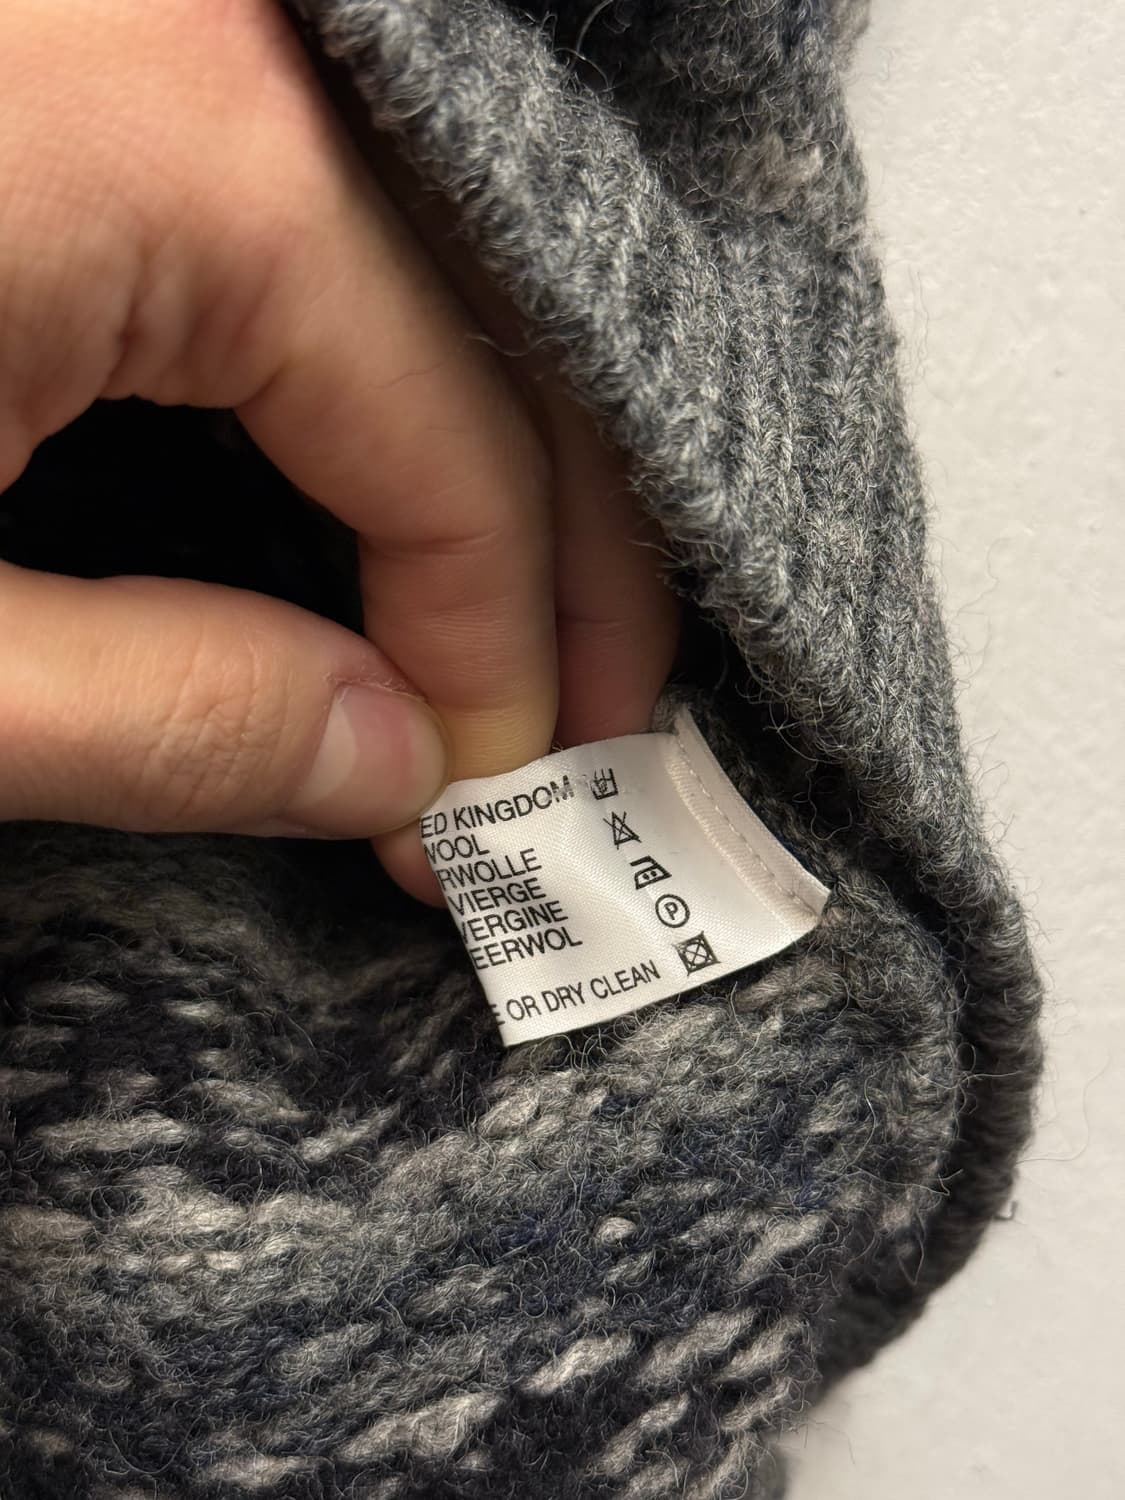 ED KINGDOM
WOOL
RWOLLE
VIERGE
VERGINE
EERWOL
E OR DRY CLEAN
P